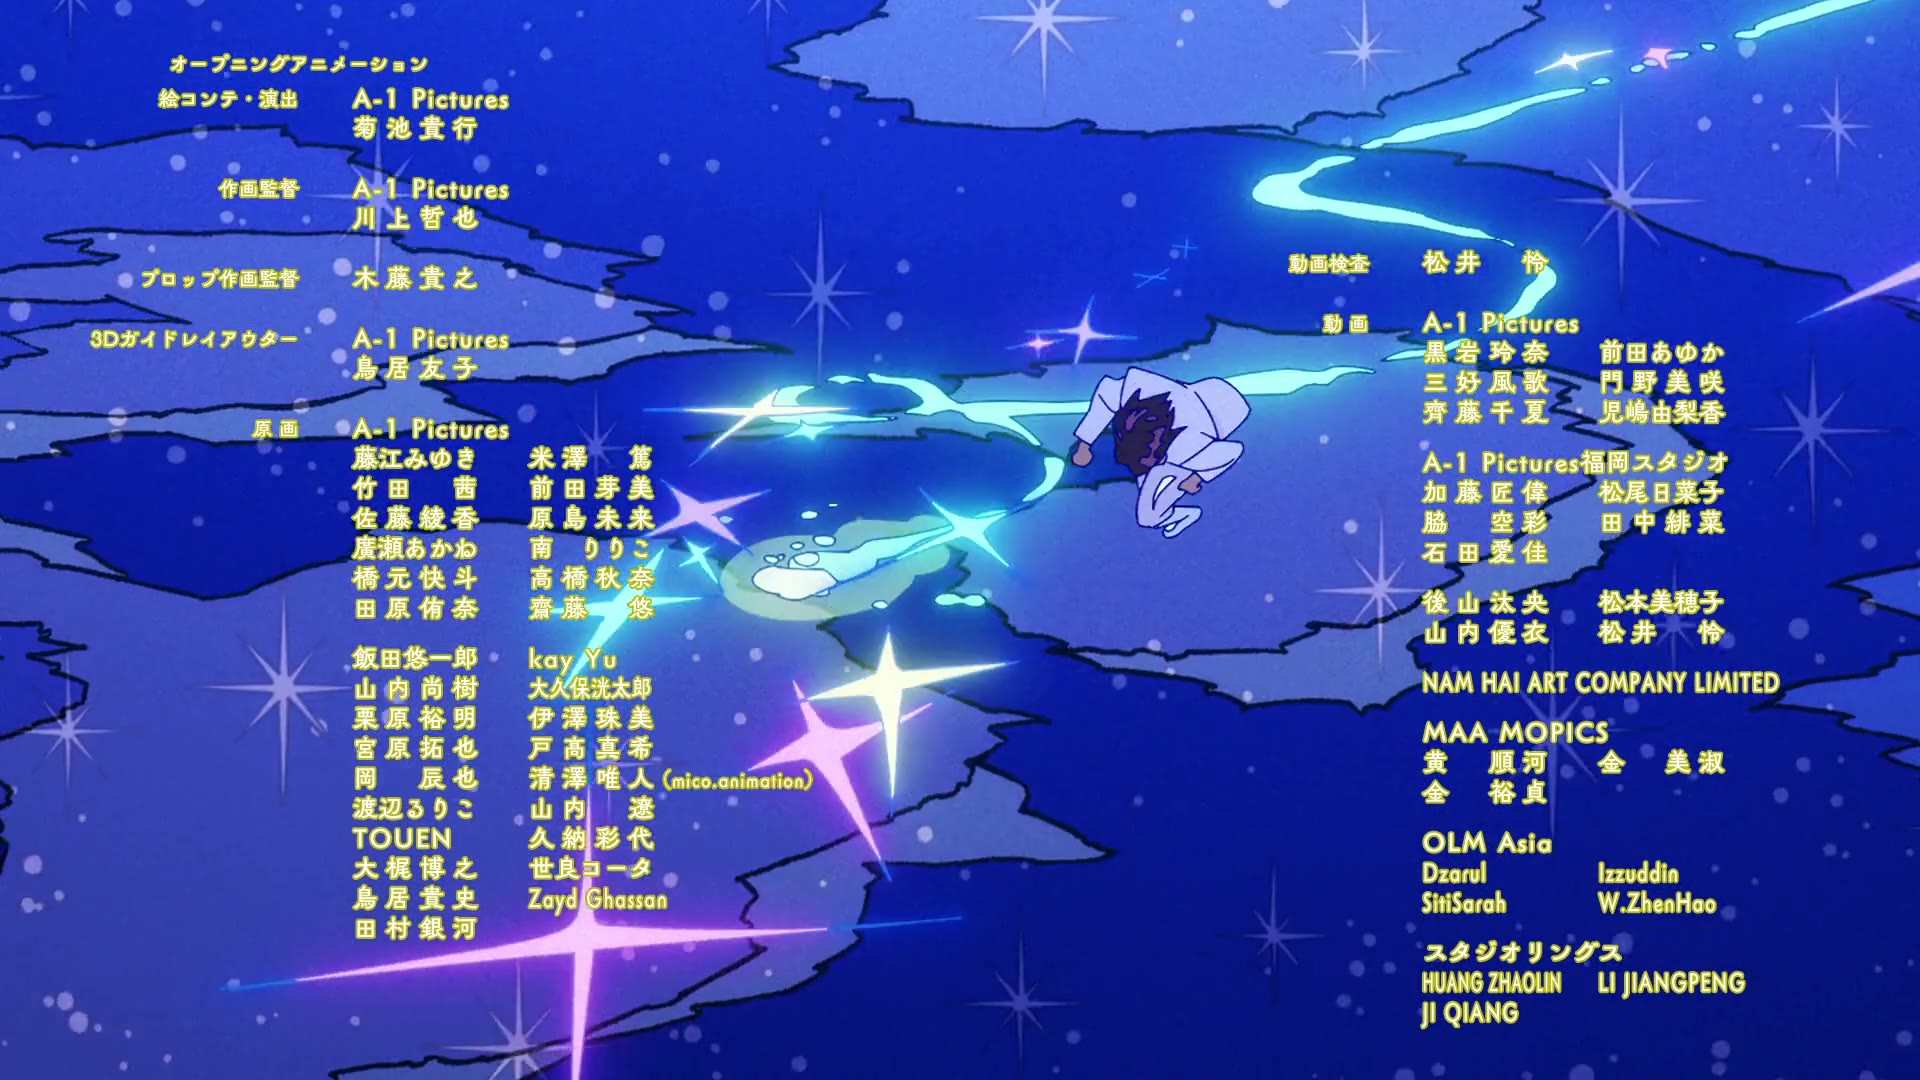 オープニングアニメーション
絵コンテ・演出 A-1 Pictures
菊池貴行
作画監督 A-1 Pictures
川上哲也
プロップ作画監督 木藤貴之
3Dガイドレイアウター A-1 Pictures
鳥居友子
原画 A-1 Pictures
藤江みゆき 米澤 篤
竹田 茜 前田芽美
佐藤綾香 原島未来
廣瀬あかね 南 りりこ
橋元快斗 高橋秋奈
田原侑奈 齋藤 悠
飯田悠一郎 kay Yu
山内尚樹 大久保洸太郎
栗原裕明 伊澤珠美
宮原拓也 戸髙真希
岡 辰也 清澤唯人(mico.animation)
渡辺るりこ 山内 遼
TOUEN 久納彩代
大梶博之 世良コータ
鳥居貴史 Zayd Ghassan
田村銀河
動画検査 松井 怜
動画 A-1 Pictures
黒岩玲奈 前田あゆか
三好風歌 門野美咲
齊藤千夏 児嶋由梨香
A-1 Pictures福岡スタジオ
加藤匠偉 松尾日菜子
脇 空彩 田中緋菜
石田愛佳
後山汰央 松本美穂子
山内優衣 松井 怜
NAM HAI ART COMPANY LIMITED
MAA MOPICS
黄 順河 金 美淑
金 裕貞
OLM Asia
Dzarul Izzuddin
SitiSarah W.ZhenHao
スタジオリングス
HUANG ZHAOLIN LI JIANGPENG
JI QIANG